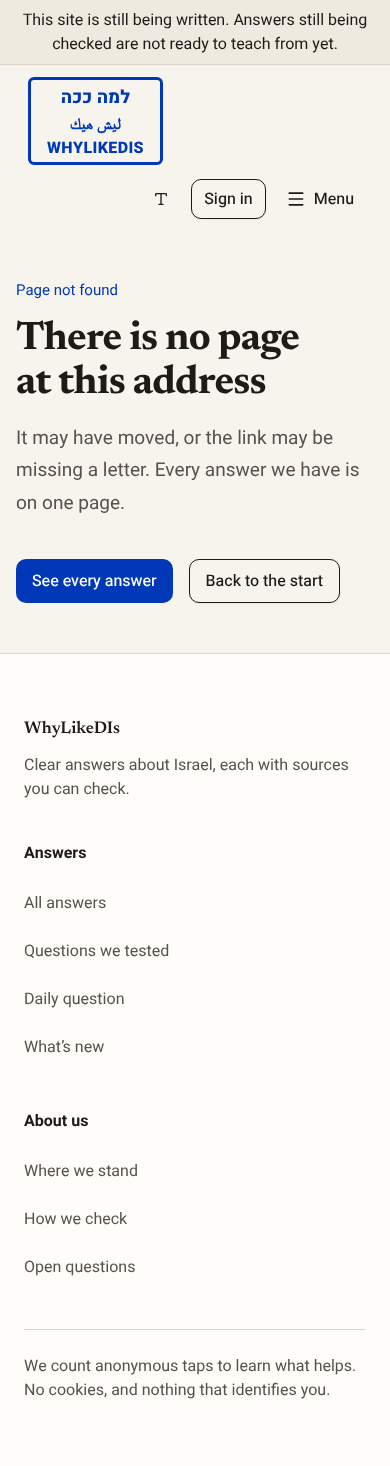 This site is still being written. Answers still being
checked are not ready to teach from yet.
למה ככה
ليش هيك
WHYLIKEDIS
T
Sign in
Menu
Page not found
There is no page
at this address
It may have moved, or the link may be
missing a letter. Every answer we have is
on one page.
See every answer
Back to the start
WhyLikeDIs
Clear answers about Israel, each with sources
you can check.
Answers
All answers
Questions we tested
Daily question
What’s new
About us
Where we stand
How we check
Open questions
We count anonymous taps to learn what helps.
No cookies, and nothing that identifies you.